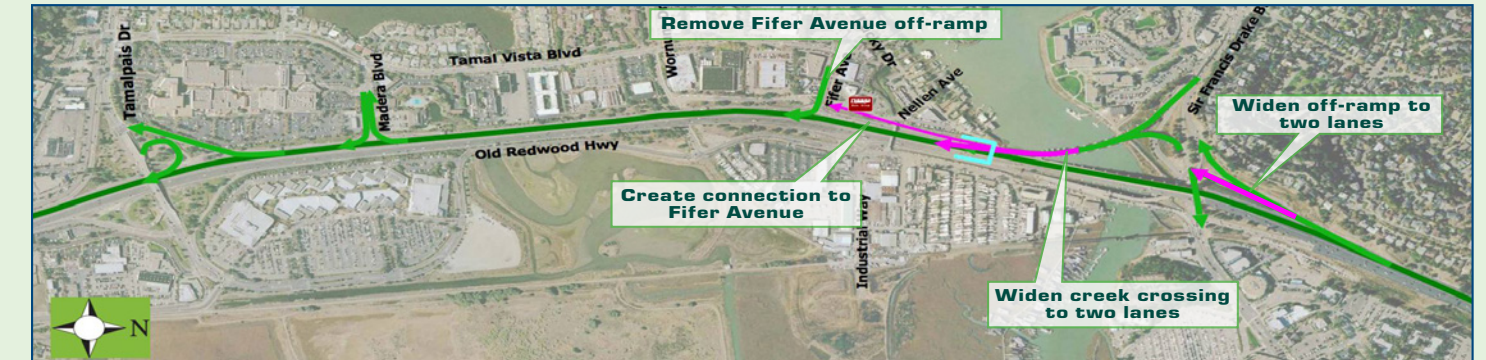 Remove Fifer Avenue off-ramp
Tamalpais Dr
Madera Blvd
Tamal Vista Blvd
Fifer Ave
Nellen Ave
Sir Francis Drake B
Widen off-ramp to
two lanes
Old Redwood Hwy
Create connection to
Fifer Avenue
Industrial Way
Widen creek crossing
to two lanes
N